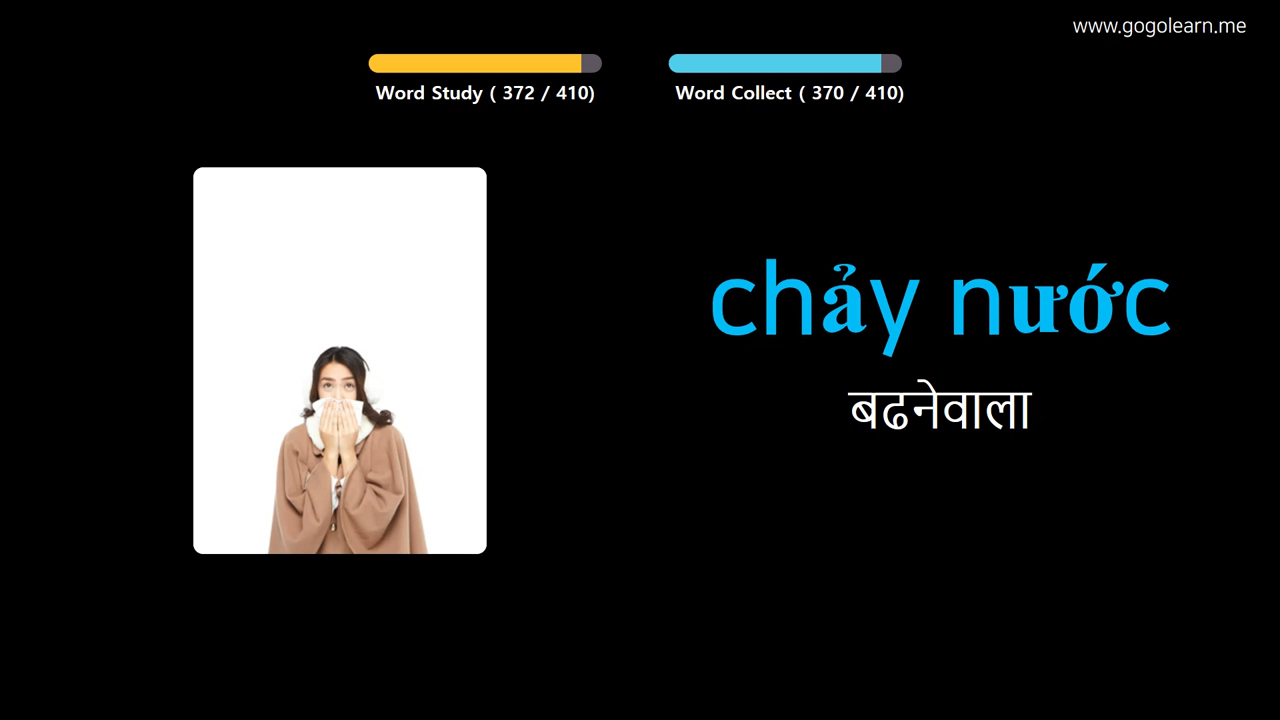 www.gogolearn.me
Word Study ( 372 / 410)
Word Collect ( 370 / 410)
chảy nước
बढनेवाला